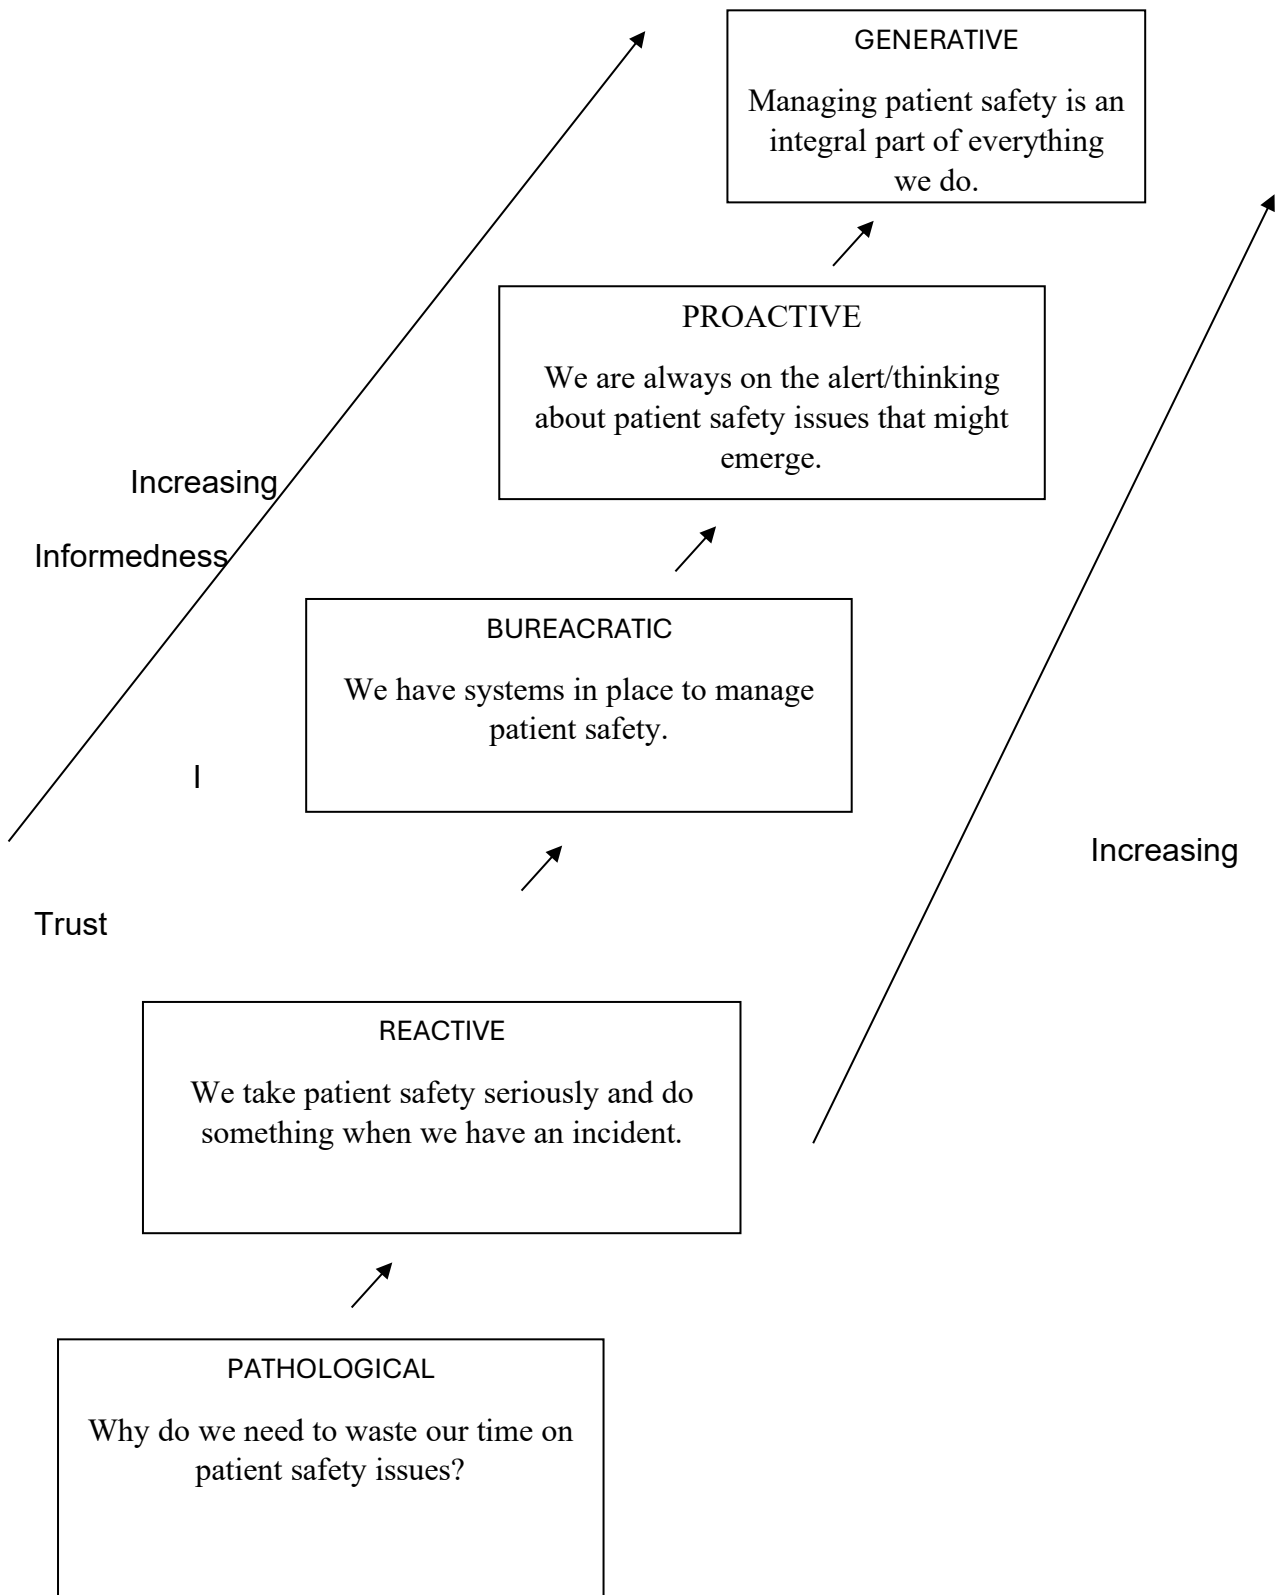 GENERATIVE
Managing patient safety is an
integral part of everything
we do.
PROACTIVE
We are always on the alert/thinking
about patient safety issues that might
emerge.
Increasing
Informedness
BUREACRATIC
We have systems in place to manage
patient safety.
I
Increasing
Trust
REACTIVE
We take patient safety seriously and do
something when we have an incident.
PATHOLOGICAL
Why do we need to waste our time on
patient safety issues?